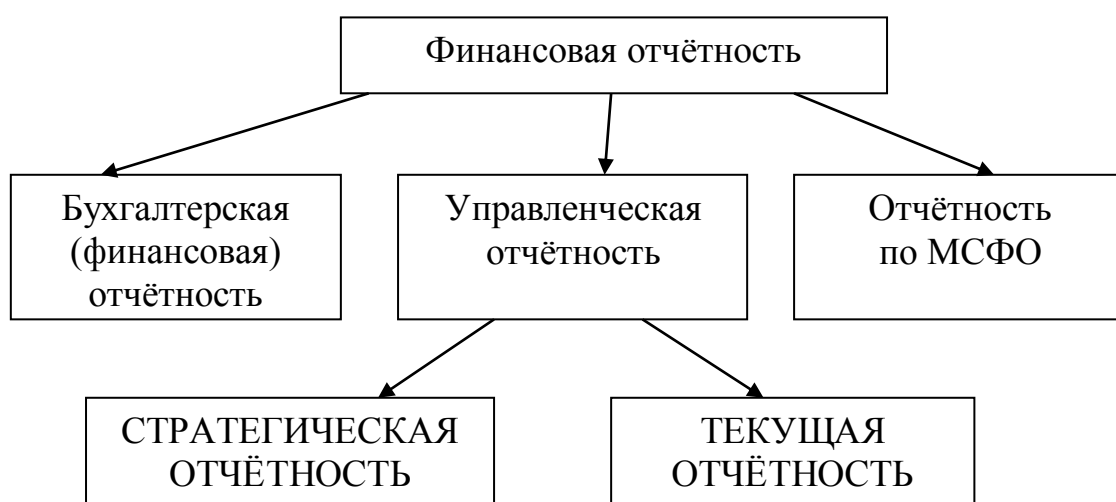 Финансовая отчётность
Бухгалтерская
(финансовая)
отчётность
Управленческая
отчётность
Отчётность
по МСФО
СТРАТЕГИЧЕСКАЯ
ОТЧЁТНОСТЬ
ТЕКУЩАЯ
ОТЧЁТНОСТЬ